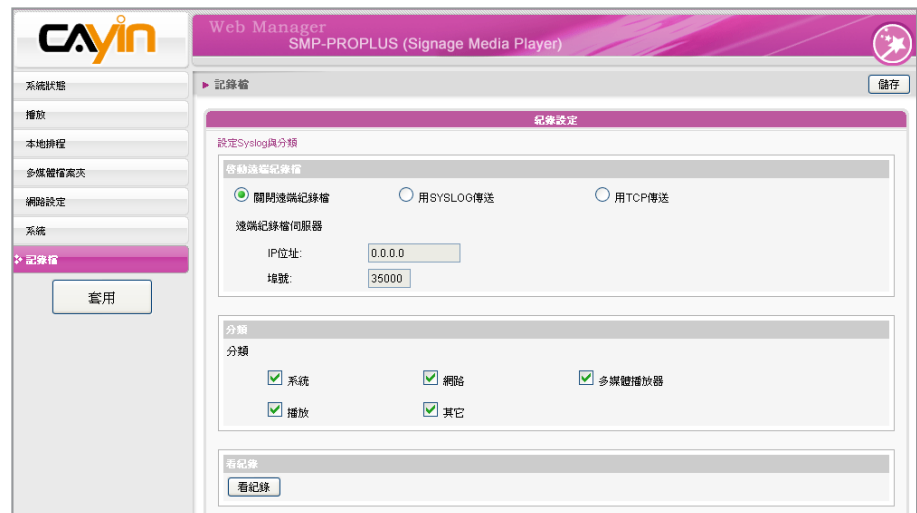 CAYIN
Web Manager
SMP-PROPLUS (Signage Media Player)
系統狀態
播放
本地排程
多媒體檔案夾
網路設定
系統
記錄檔
套用
記錄檔
儲存
紀錄設定
設定Syslog與分類
啓動遠端紀錄檔
關閉遠端紀錄檔 用SYSLOG傳送 用TCP傳送
遠端紀錄檔伺服器
IP位址: 0.0.0.0
埠號: 35000
分類
分類
系統 網路 多媒體播放器
播放 其它
看紀錄
看紀錄